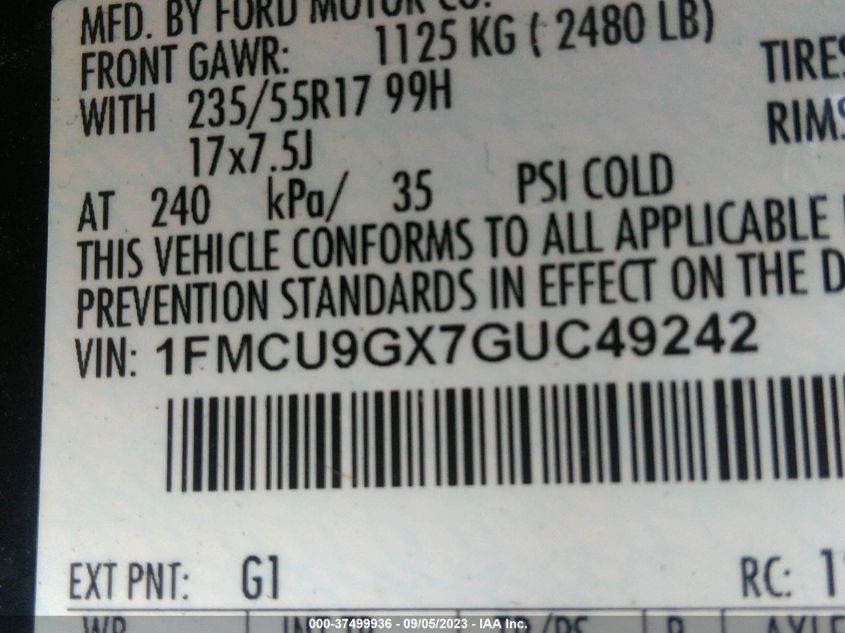 MFD. BY FORD MOTOR CO.
FRONT GAWR: 1125 KG ( 2480 LB)
WITH 235/55R17 99H TIRES
17x7.5J RIMS
AT 240 kPa/ 35 PSI COLD
THIS VEHICLE CONFORMS TO ALL APPLICABLE
PREVENTION STANDARDS IN EFFECT ON THE D
VIN: 1FMCU9GX7GUC49242
EXT PNT: G1 RC: 1
000-37499936 - 09/05/2023 - IAA Inc.